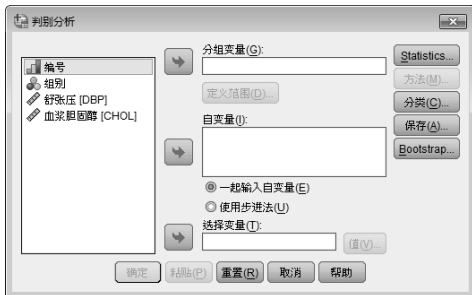 判别分析
编号
组别
舒张压 [DBP]
血浆胆固醇 [CHOL]
分组变量(G):
定义范围(D)...
自变量(I):
一起输入自变量(E)
使用步进法(U)
选择变量(T):
值(V)...
Statistics...
方法(M)...
分类(C)...
保存(A)...
Bootstrap...
确定
粘贴(P)
重置(R)
取消
帮助